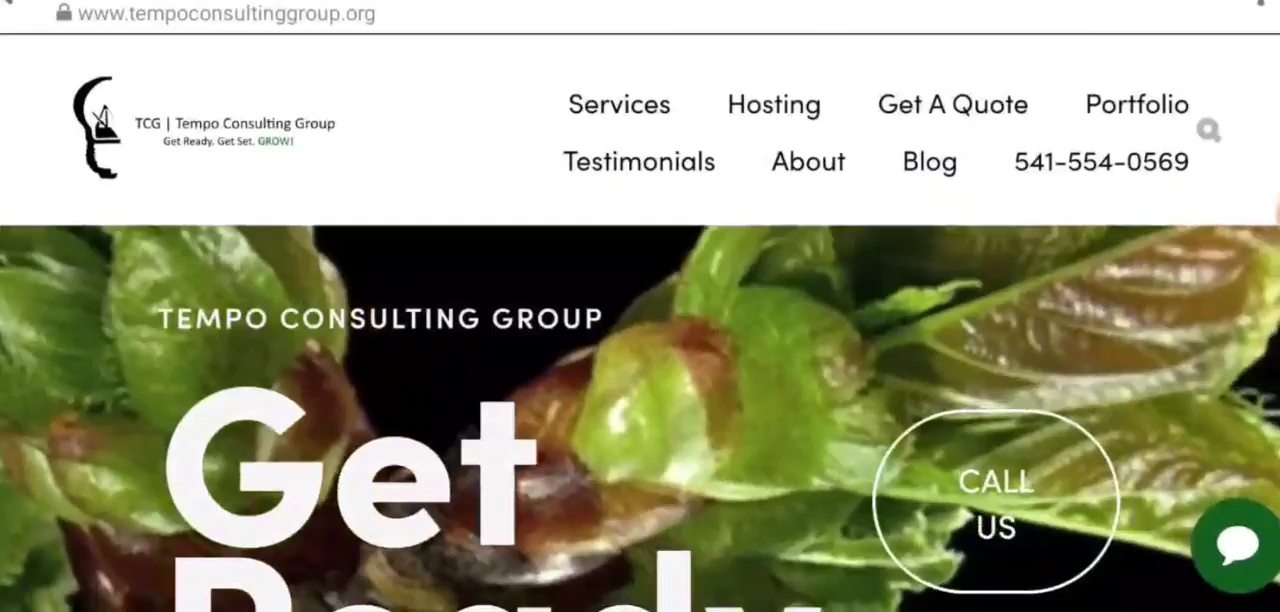 www.tempoconsultinggroup.org
TCG | Tempo Consulting Group
Get Ready. Get Set. GROW!
Services Hosting Get A Quote Portfolio
Testimonials About Blog 541-554-0569
TEMPO CONSULTING GROUP
Get
Ready
CALL
US